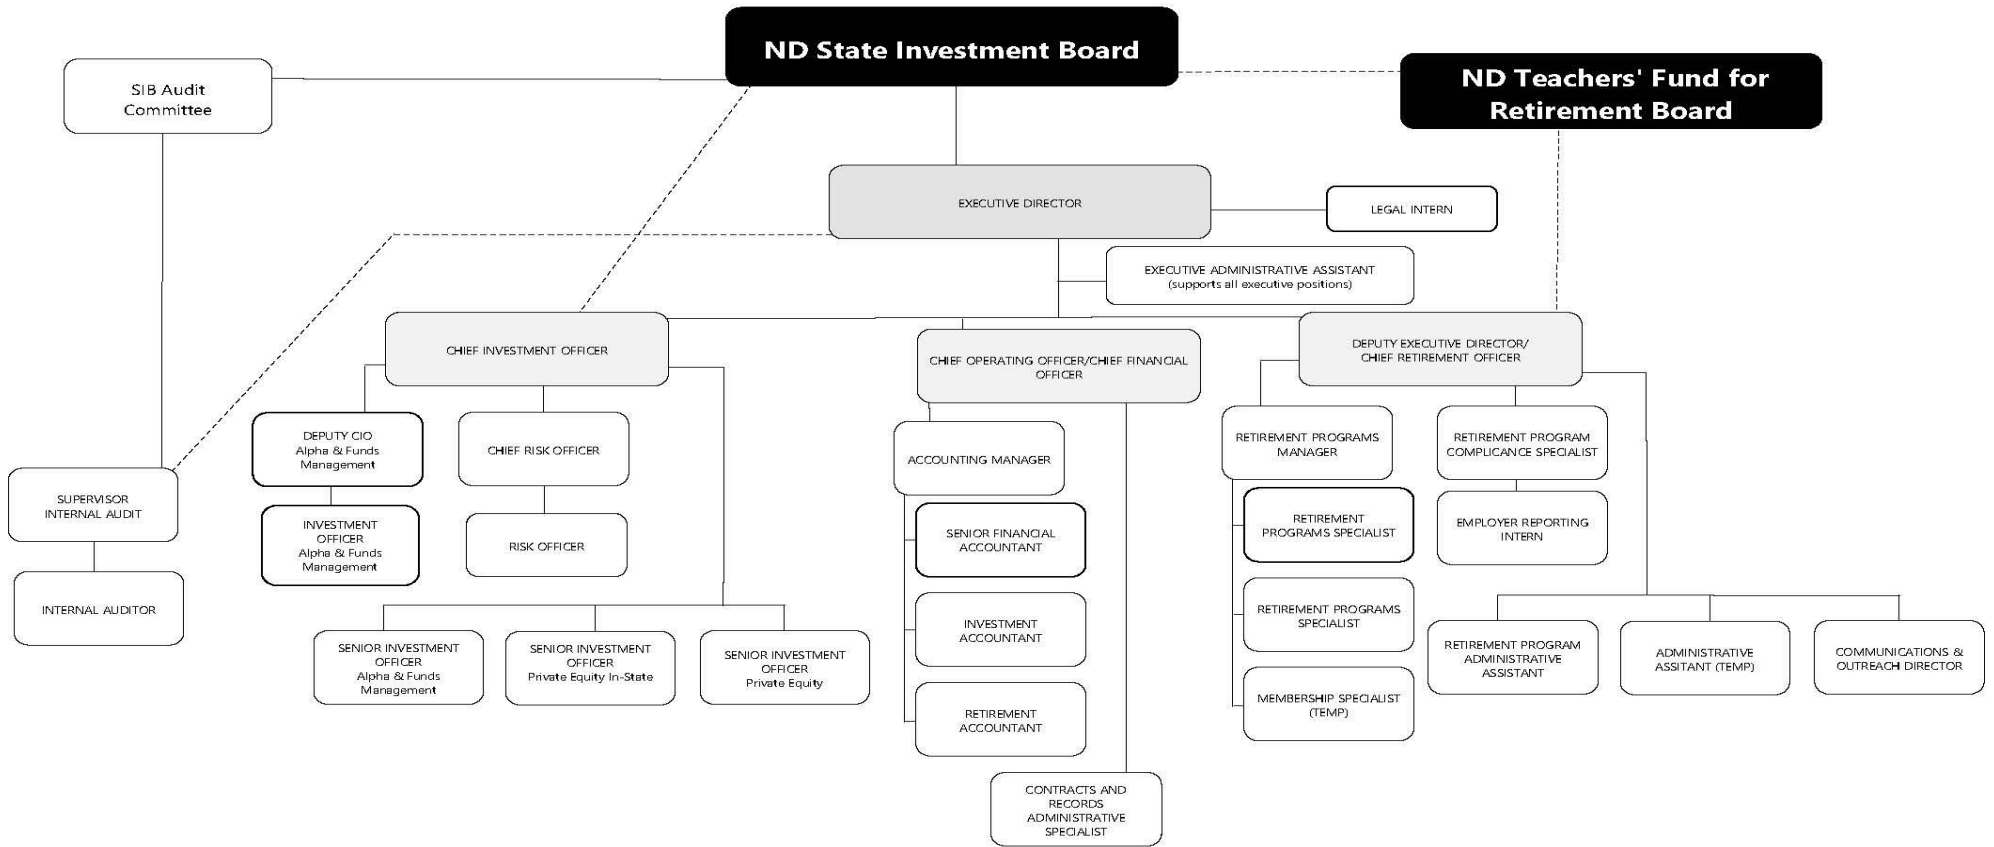 ND State Investment Board
ND Teachers' Fund for
Retirement Board
SIB Audit
Committee
EXECUTIVE DIRECTOR
LEGAL INTERN
EXECUTIVE ADMINISTRATIVE ASSISTANT
(supports all executive positions)
CHIEF INVESTMENT OFFICER
CHIEF OPERATING OFFICER/CHIEF FINANCIAL
OFFICER
DEPUTY EXECUTIVE DIRECTOR/
CHIEF RETIREMENT OFFICER
DEPUTY CIO
Alpha & Funds
Management
CHIEF RISK OFFICER
ACCOUNTING MANAGER
RETIREMENT PROGRAMS
MANAGER
RETIREMENT PROGRAM
COMPLICANCE SPECIALIST
SUPERVISOR
INTERNAL AUDIT
INVESTMENT
OFFICER
Alpha & Funds
Management
RISK OFFICER
SENIOR FINANCIAL
ACCOUNTANT
RETIREMENT
PROGRAMS SPECIALIST
EMPLOYER REPORTING
INTERN
INTERNAL AUDITOR
INVESTMENT
ACCOUNTANT
RETIREMENT PROGRAMS
SPECIALIST
SENIOR INVESTMENT
OFFICER
Alpha & Funds
Management
SENIOR INVESTMENT
OFFICER
Private Equity In-State
SENIOR INVESTMENT
OFFICER
Private Equity
RETIREMENT PROGRAM
ADMINISTRATIVE
ASSISTANT
ADMINISTRATIVE
ASSITANT (TEMP)
COMMUNICATIONS &
OUTREACH DIRECTOR
RETIREMENT
ACCOUNTANT
MEMBERSHIP SPECIALIST
(TEMP)
CONTRACTS AND
RECORDS
ADMINISTRATIVE
SPECIALIST